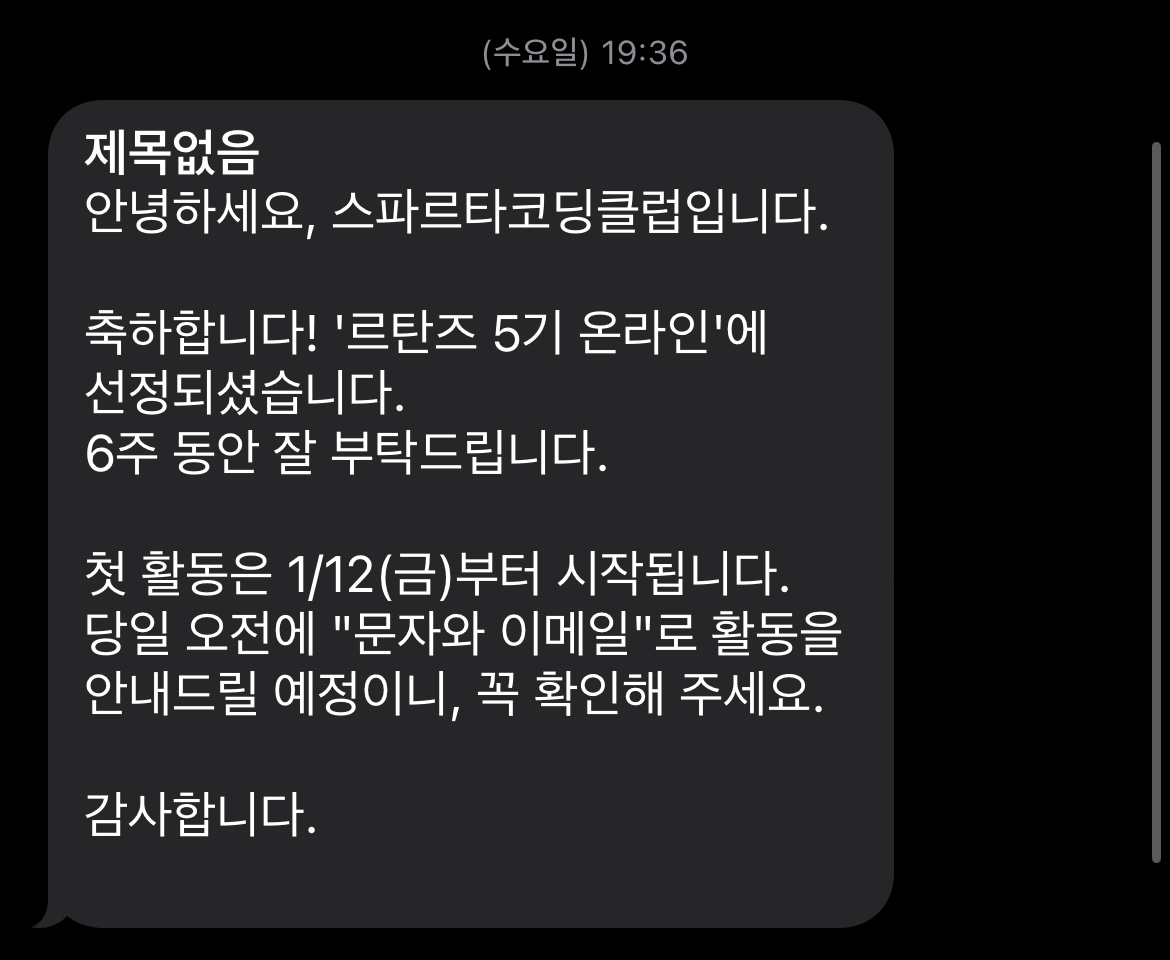 (수요일) 19:36
제목없음
안녕하세요, 스파르타코딩클럽입니다.
축하합니다! '르탄즈 5기 온라인'에
선정되셨습니다.
6주 동안 잘 부탁드립니다.
첫 활동은 1/12(금)부터 시작됩니다.
당일 오전에 "문자와 이메일"로 활동을
안내드릴 예정이니, 꼭 확인해 주세요.
감사합니다.